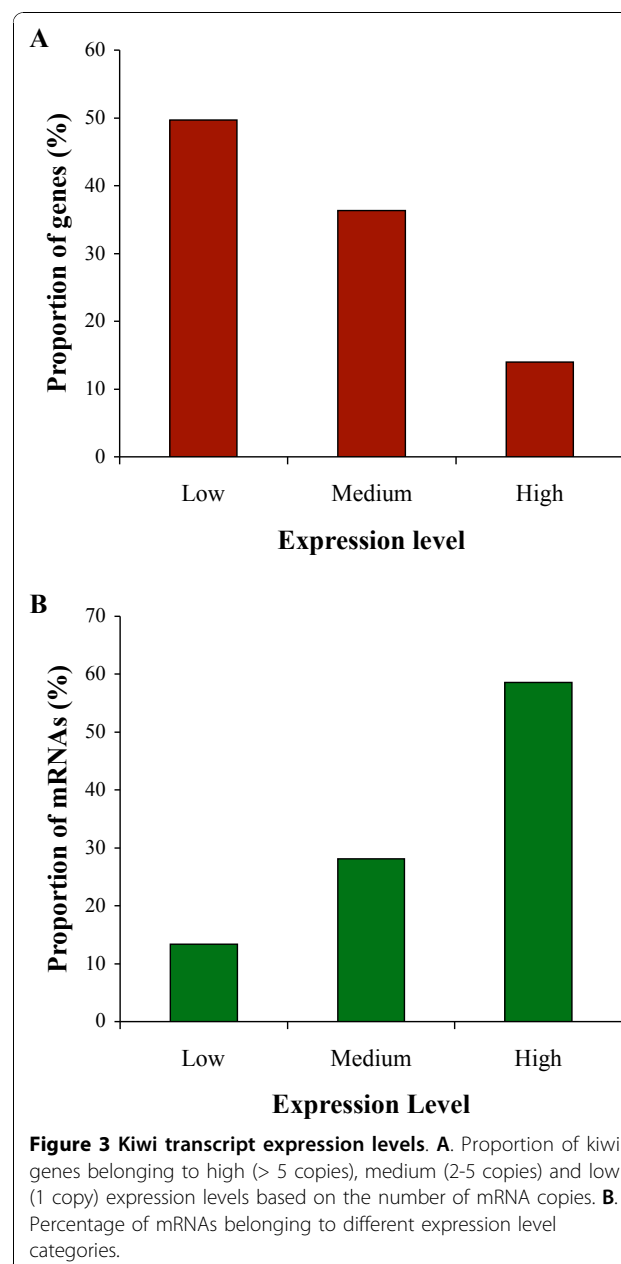 A
60
50
40
30
20
10
0
Proportion of genes (%)
Low Medium High
Expression level
B
70
60
50
40
30
20
10
0
Proportion of mRNAs (%)
Low Medium High
Expression Level
Figure 3 Kiwi transcript expression levels. A. Proportion of kiwi
genes belonging to high (> 5 copies), medium (2-5 copies) and low
(1 copy) expression levels based on the number of mRNA copies. B.
Percentage of mRNAs belonging to different expression level
categories.